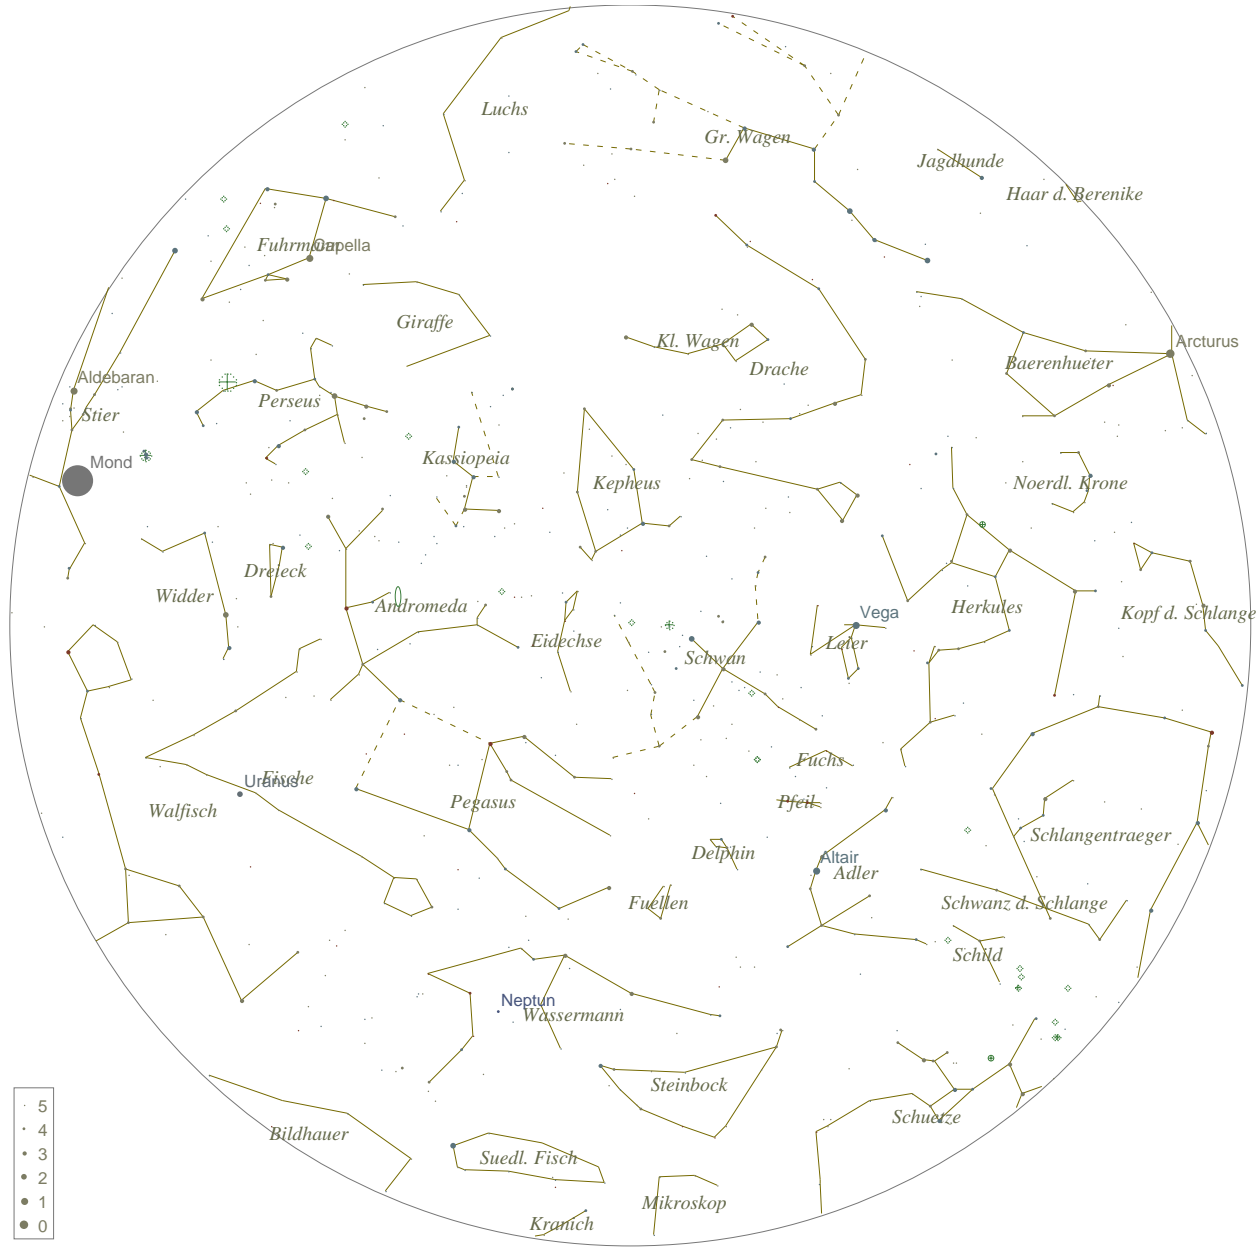 Luchs
Gr. Wagen
Jagdhunde
Haar d. Berenike
Fuhrmann
Capella
Giraffe
Kl. Wagen
Drache
Baerenhueter
Arcturus
Aldebaran
Stier
Perseus
Mond
Kassiopeia
Kepheus
Noerdl. Krone
Dreieck
Widder
Andromeda
Eidechse
Schwan
Vega
Leier
Herkules
Kopf d. Schlange
Uranus
Fische
Walfisch
Pegasus
Fuchs
Pfeil
Delphin
Altair
Adler
Schlangentraeger
Fuellen
Schwanz d. Schlange
Schild
Neptun
Wassermann
Steinbock
Schuetze
Bildhauer
Suedl. Fisch
Mikroskop
Kranich
5
4
3
2
1
0